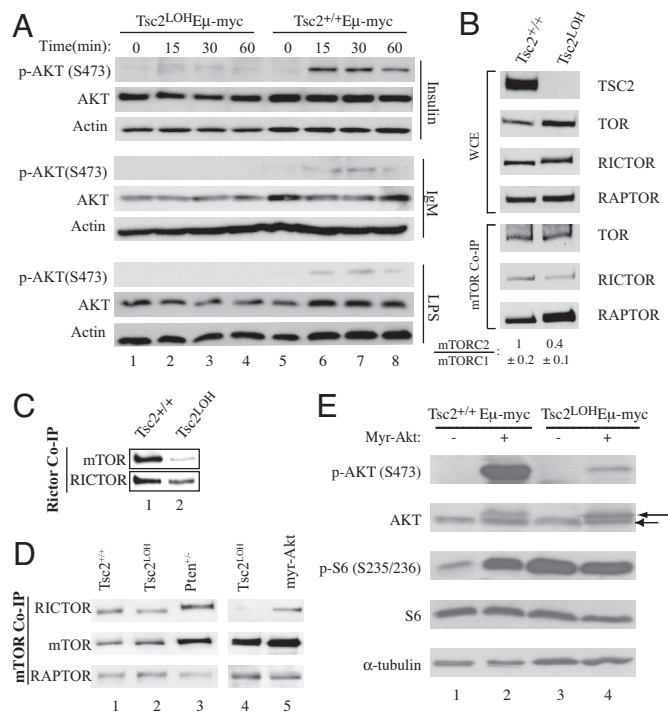 A
Tsc2LOHEμ-myc Tsc2+/+Eμ-myc
Time(min): 0 15 30 60 0 15 30 60
p-AKT (S473)
AKT
Actin
Insulin
p-AKT(S473)
AKT
Actin
IgM
p-AKT(S473)
AKT
Actin
LPS
1 2 3 4 5 6 7 8
B
Tsc2+/+ Tsc2LOH
WCE
TSC2
TOR
RICTOR
RAPTOR
mTOR Co-IP
TOR
RICTOR
RAPTOR
mTORC2 : 1 0.4
mTORC1 ± 0.2 ± 0.1
C
Tsc2+/+ Tsc2LOH
Rictor Co-IP
mTOR
RICTOR
1 2
D
Tsc2+/+ Tsc2LOH Pten+/- Tsc2LOH myr-Akt
mTOR Co-IP
RICTOR
mTOR
RAPTOR
1 2 3 4 5
E
Tsc2+/+ Eμ-myc Tsc2LOHEμ-myc
Myr-Akt: - + - +
p-AKT (S473)
AKT
p-S6 (S235/236)
S6
α-tubulin
1 2 3 4